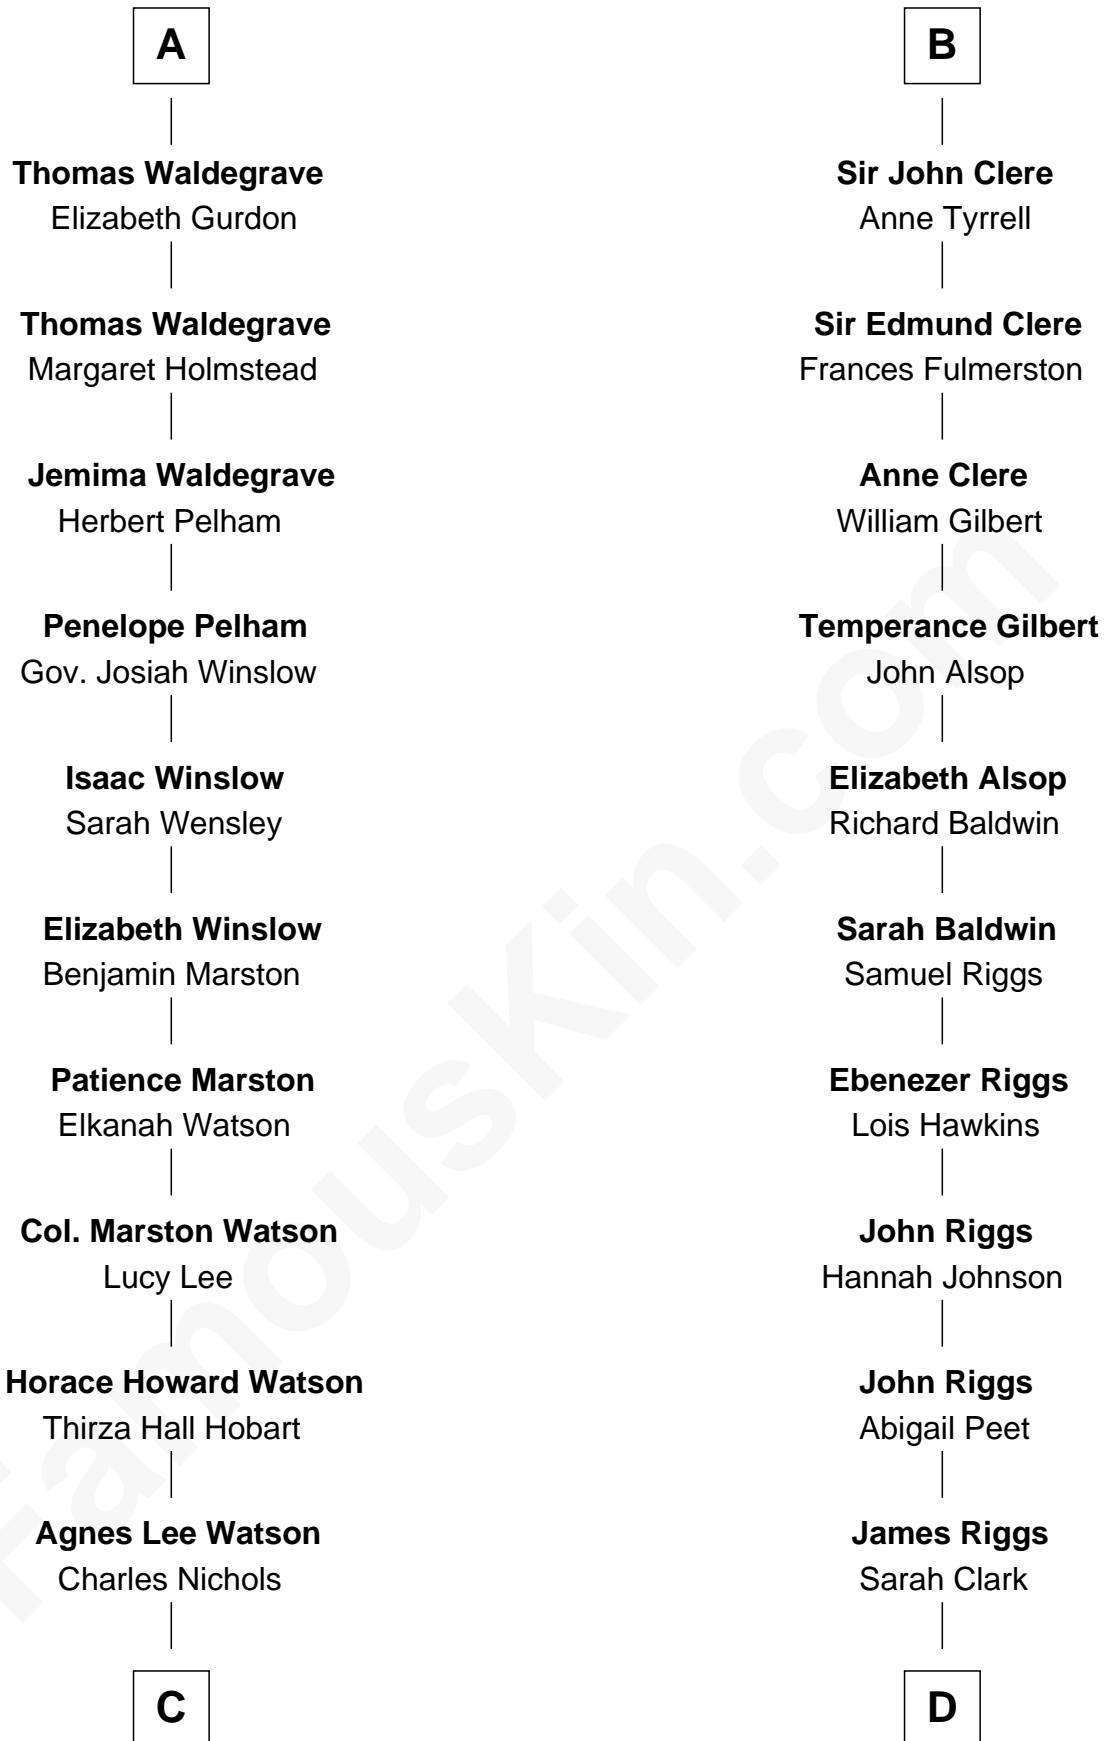 A
Thomas Waldegrave
Elizabeth Gurdon
Thomas Waldegrave
Margaret Holmstead
Jemima Waldegrave
Herbert Pelham
Penelope Pelham
Gov. Josiah Winslow
Isaac Winslow
Sarah Wensley
Elizabeth Winslow
Benjamin Marston
Patience Marston
Elkanah Watson
Col. Marston Watson
Lucy Lee
Horace Howard Watson
Thirza Hall Hobart
Agnes Lee Watson
Charles Nichols
C
B
Sir John Clere
Anne Tyrrell
Sir Edmund Clere
Frances Fulmerston
Anne Clere
William Gilbert
Temperance Gilbert
John Alsop
Elizabeth Alsop
Richard Baldwin
Sarah Baldwin
Samuel Riggs
Ebenezer Riggs
Lois Hawkins
John Riggs
Hannah Johnson
John Riggs
Abigail Peet
James Riggs
Sarah Clark
D
FamousKin.com